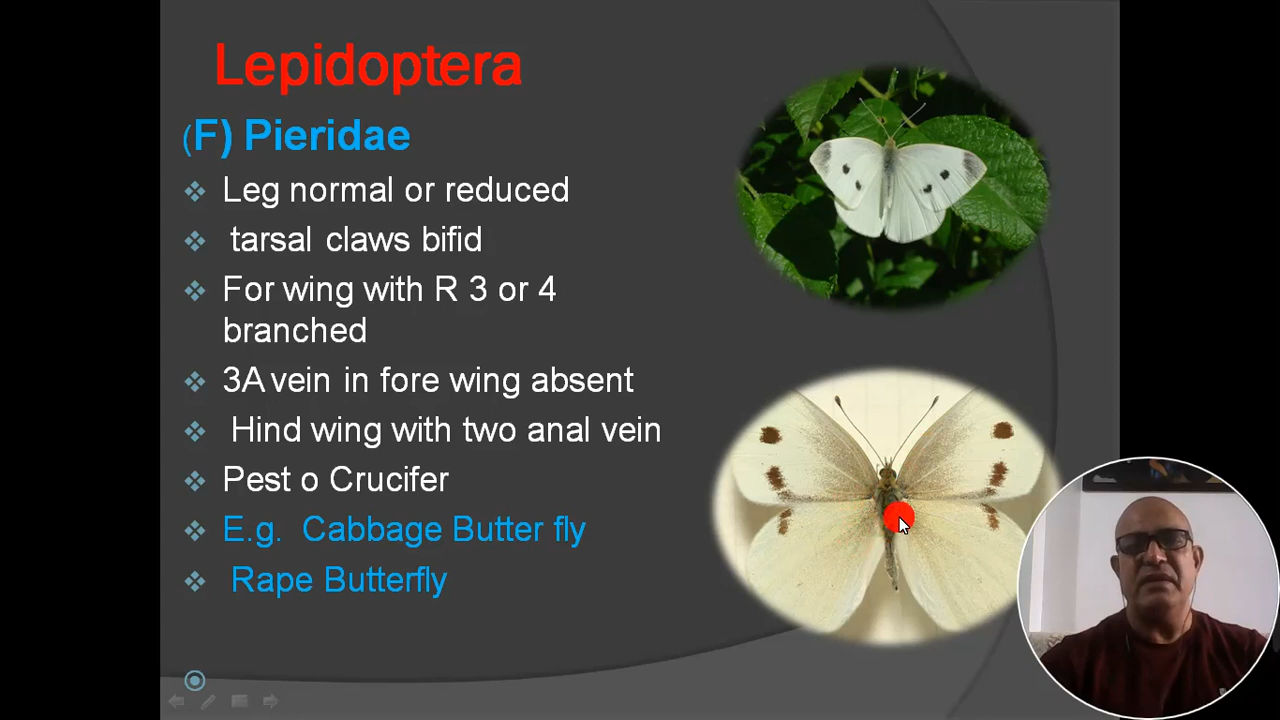 Lepidoptera
(F) Pieridae
Leg normal or reduced
tarsal claws bifid
For wing with R 3 or 4
branched
3A vein in fore wing absent
Hind wing with two anal vein
Pest o Crucifer
E.g. Cabbage Butter fly
Rape Butterfly